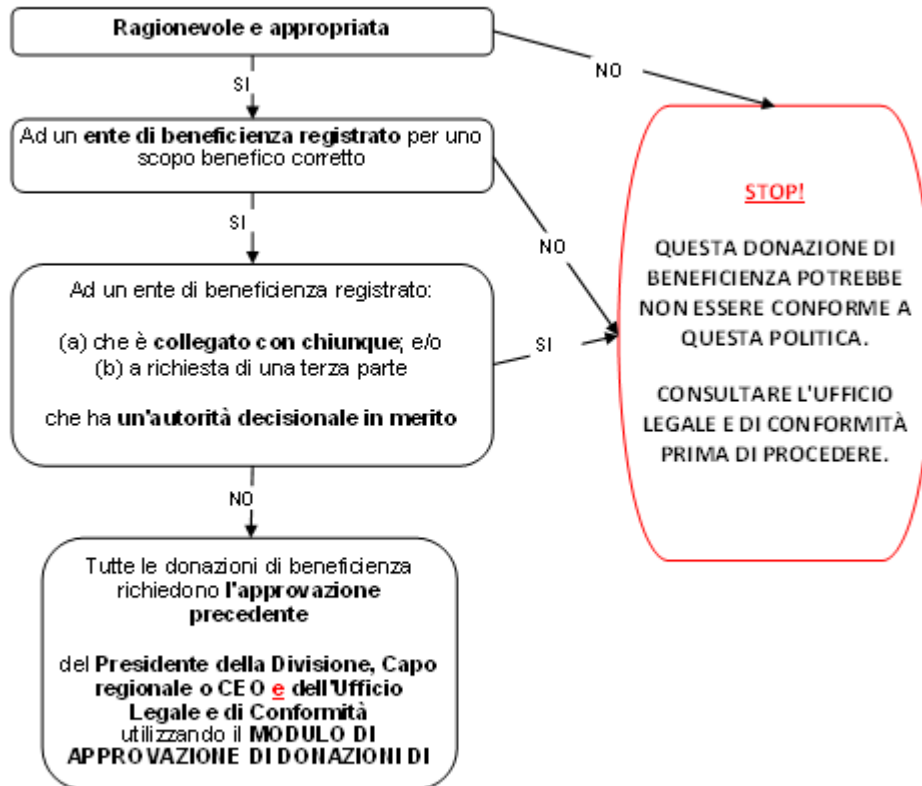 Ragionevole e appropriata
NO
SI
Ad un ente di beneficienza registrato per uno
scopo benefico corretto
SI
NO
Ad un ente di beneficienza registrato:
(a) che è collegato con chiunque; e/o
(b) a richiesta di una terza parte
che ha un'autorità decisionale in merito
SI
NO
Tutte le donazioni di beneficienza
richiedono l'approvazione
precedente
del Presidente della Divisione, Capo
regionale o CEO e dell'Ufficio
Legale e di Conformità
utilizzando il MODULO DI
APPROVAZIONE DI DONAZIONI DI
STOP!
QUESTA DONAZIONE DI
BENEFICIENZA POTREBBE
NON ESSERE CONFORME A
QUESTA POLITICA.
CONSULTARE L'UFFICIO
LEGALE E DI CONFORMITÀ
PRIMA DI PROCEDERE.